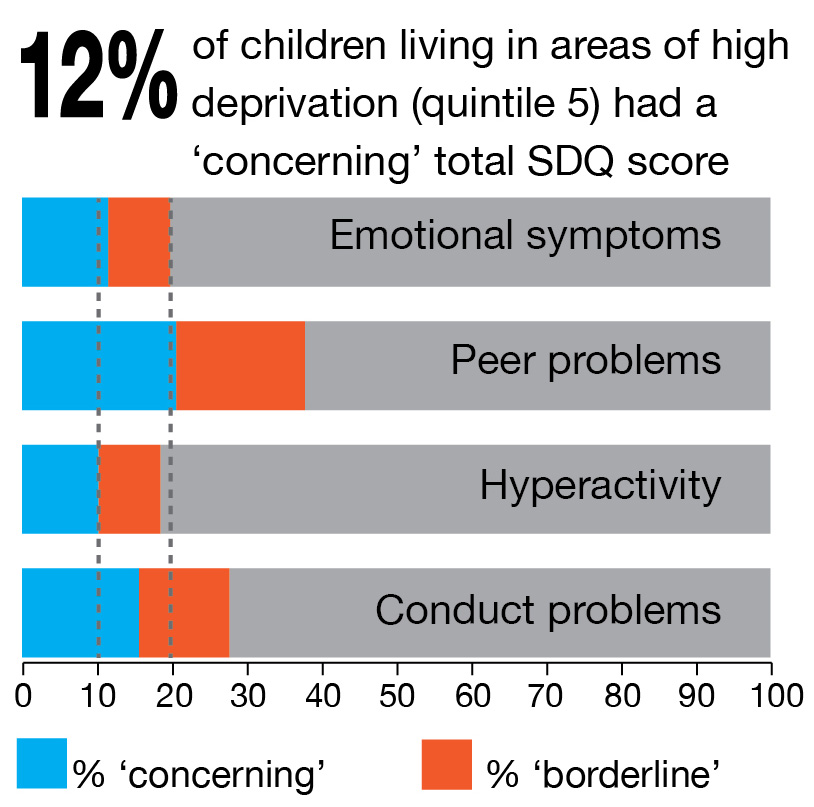 12% of children living in areas of high
deprivation (quintile 5) had a
‘concerning’ total SDQ score
Emotional symptoms
Peer problems
Hyperactivity
Conduct problems
0 10 20 30 40 50 60 70 80 90 100
% ‘concerning’ % ‘borderline’